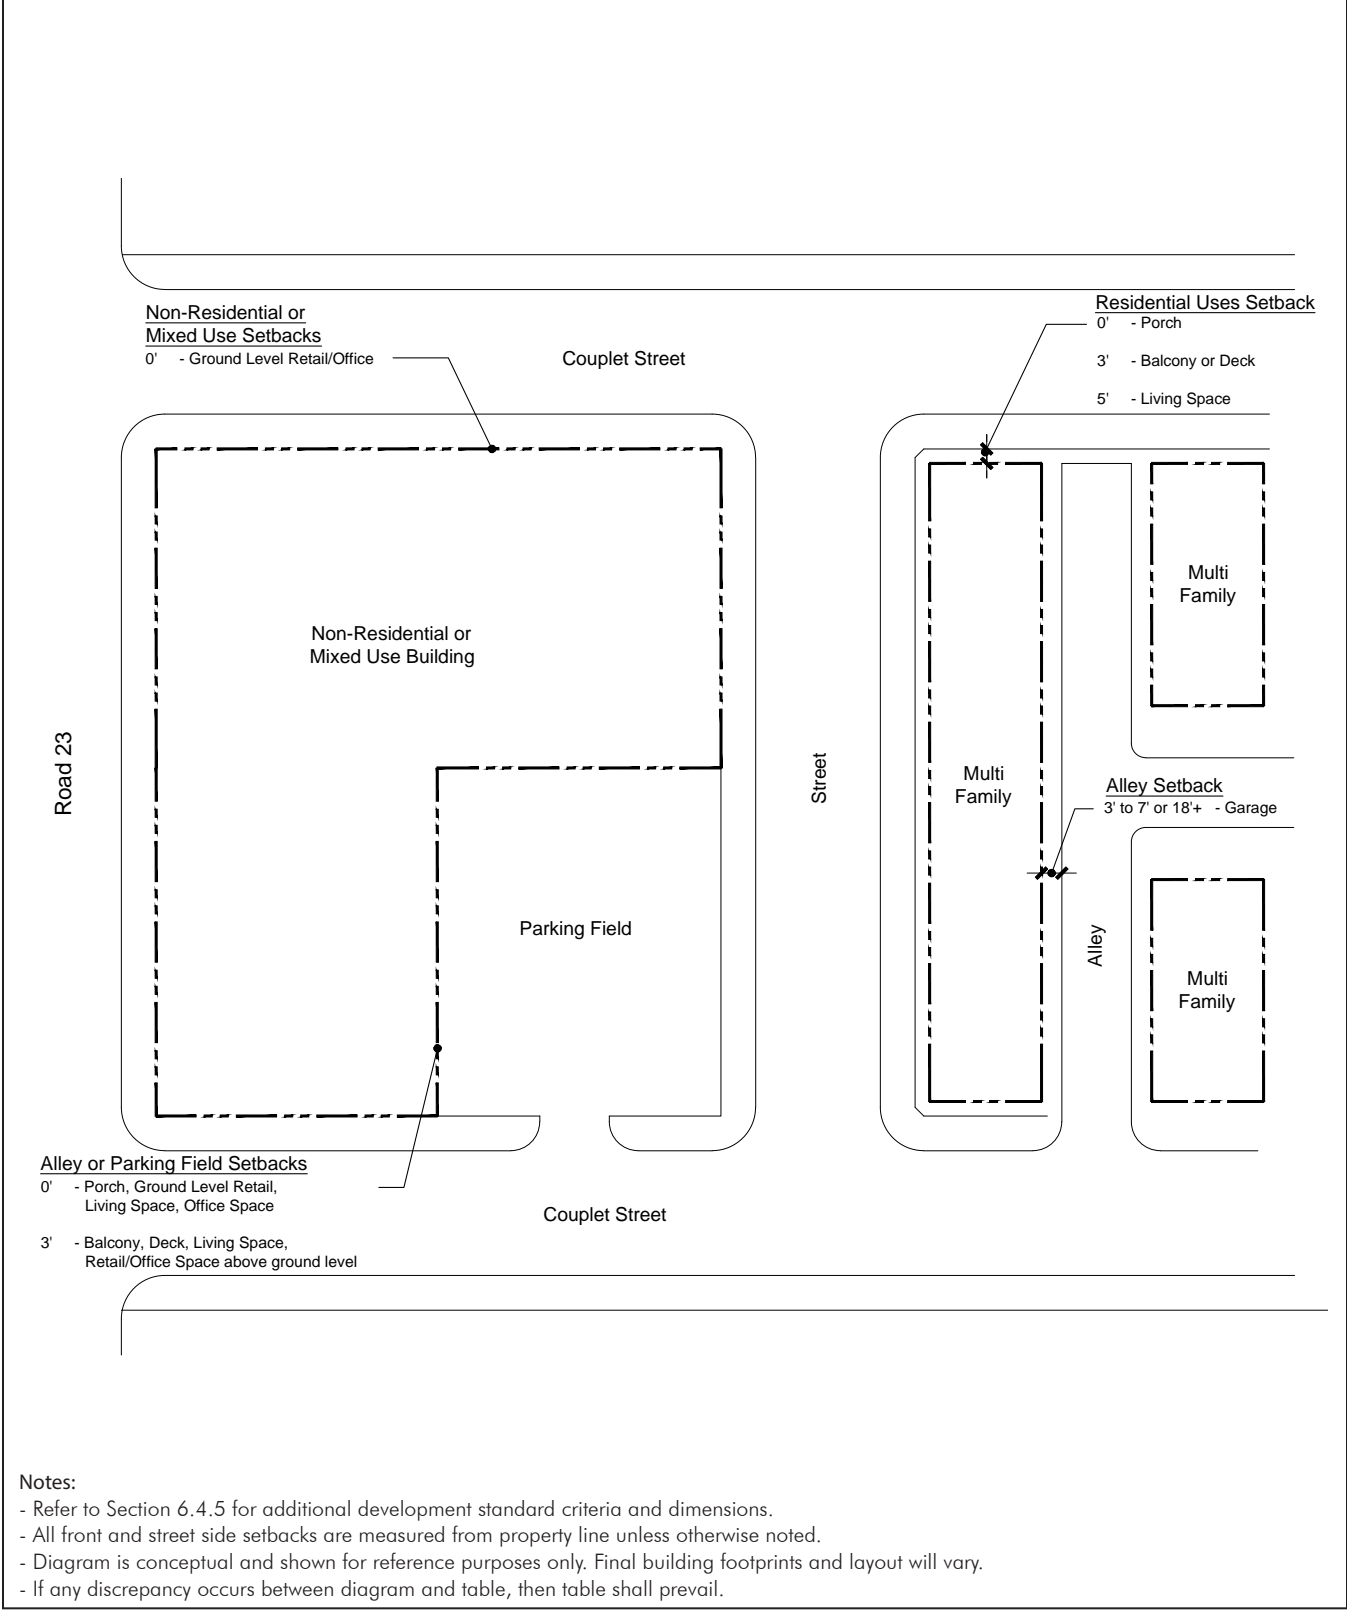 Non-Residential or
Mixed Use Setbacks
0' - Ground Level Retail/Office
Couplet Street
Residential Uses Setback
0' - Porch
3' - Balcony or Deck
5' - Living Space
Non-Residential or
Mixed Use Building
Multi
Family
Road 23
Street
Multi
Family
Alley Setback
3' to 7' or 18'+ - Garage
Parking Field
Alley
Multi
Family
Alley or Parking Field Setbacks
0' - Porch, Ground Level Retail,
Living Space, Office Space
3' - Balcony, Deck, Living Space,
Retail/Office Space above ground level
Couplet Street
Notes:
- Refer to Section 6.4.5 for additional development standard criteria and dimensions.
- All front and street side setbacks are measured from property line unless otherwise noted.
- Diagram is conceptual and shown for reference purposes only. Final building footprints and layout will vary.
- If any discrepancy occurs between diagram and table, then table shall prevail.